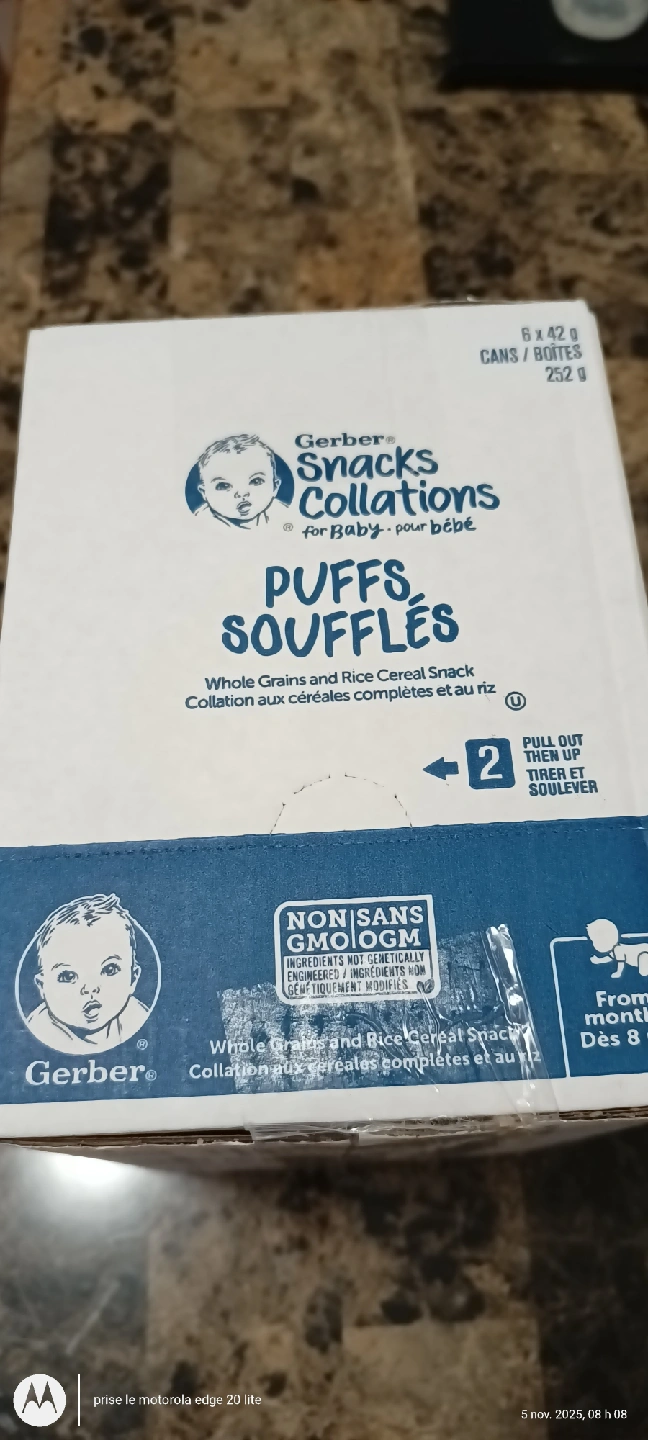 6 x 42 g
CANS / BOÎTES
252 g
Gerber®
Snacks
Collations
® for Baby · pour bébé
PUFFS
SOUFFLÉS
Whole Grains and Rice Cereal Snack
Collation aux céréales complètes et au riz
U
2
PULL OUT
THEN UP
TIRER ET
SOULEVER
NON SANS
GMO OGM
INGREDIENTS NOT GENETICALLY
ENGINEERED / INGRÉDIENTS NON
GÉNÉTIQUEMENT MODIFIÉS
Whole Grains and Rice Cereal Snack
Collation aux céréales complètes et au riz
®
Gerber®
From
Dès 8
prise le motorola edge 20 lite
5 nov. 2025, 08 h 08